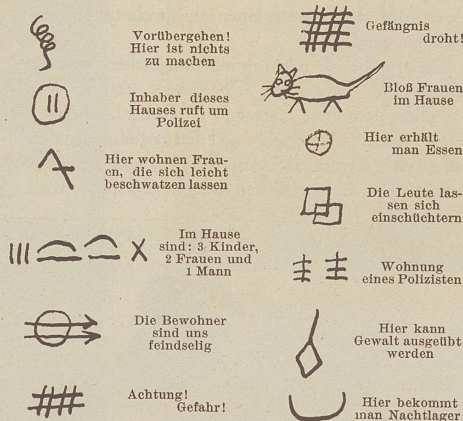 Vorübergehen!
Hier ist nichts
zu machen
Inhaber dieses
Hauses ruft um
Polizei
Hier wohnen Frau-
en, die sich leicht
beschwatzen lassen
Im Hause
sind: 3 Kinder,
2 Frauen und
1 Mann
Die Bewohner
sind uns
feindselig
Achtung!
Gefahr!
Gefängnis
droht!
Bloß Frauen
im Hause
Hier erhält
man Essen
Die Leute las-
sen sich
einschüchtern
Wohnung
eines Polizisten
Hier kann
Gewalt ausgeübt
werden
Hier bekommt
man Nachtlager